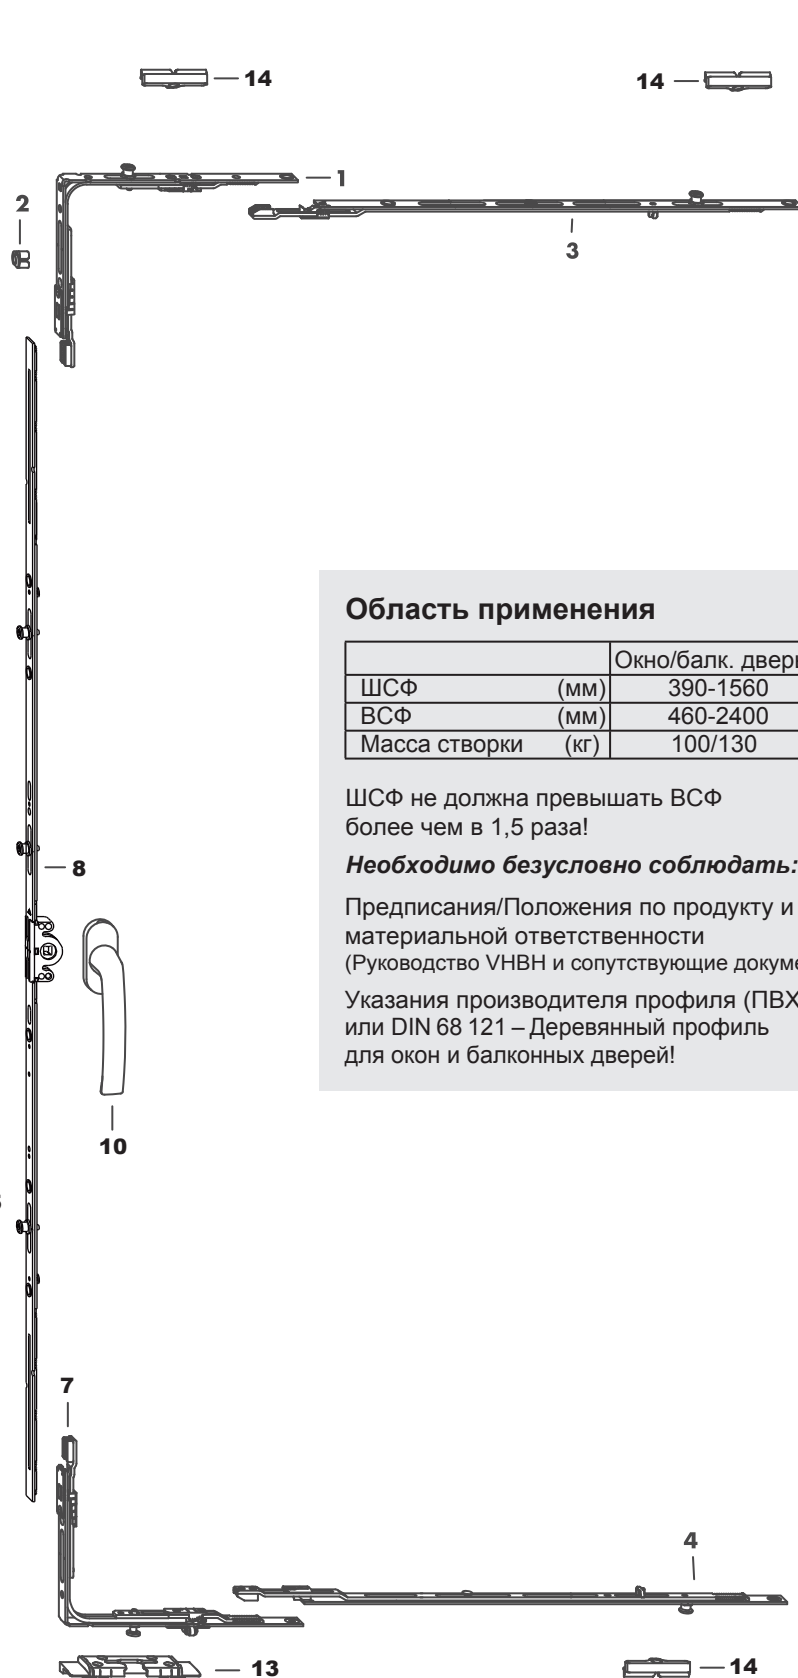 14
14
1
2
3
Область применения
Окно/балк. двер
ШСФ (мм) 390-1560
ВСФ (мм) 460-2400
Масса створки (кг) 100/130
ШСФ не должна превышать ВСФ
более чем в 1,5 раза!
Необходимо безусловно соблюдать:
8
Предписания/Положения по продукту и
материальной ответственности
(Руководство VHBH и сопутствующие докуме
Указания производителя профиля (ПВХ
или DIN 68 121 – Деревянный профиль
для окон и балконных дверей!
10
7
4
13
14